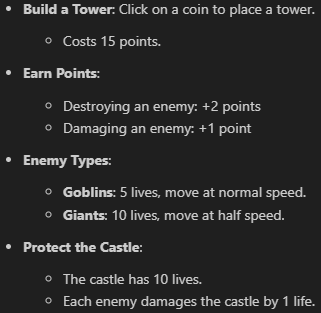 • Build a Tower: Click on a coin to place a tower.
◦ Costs 15 points.
• Earn Points:
◦ Destroying an enemy: +2 points
◦ Damaging an enemy: +1 point
• Enemy Types:
◦ Goblins: 5 lives, move at normal speed.
◦ Giants: 10 lives, move at half speed.
• Protect the Castle:
◦ The castle has 10 lives.
◦ Each enemy damages the castle by 1 life.